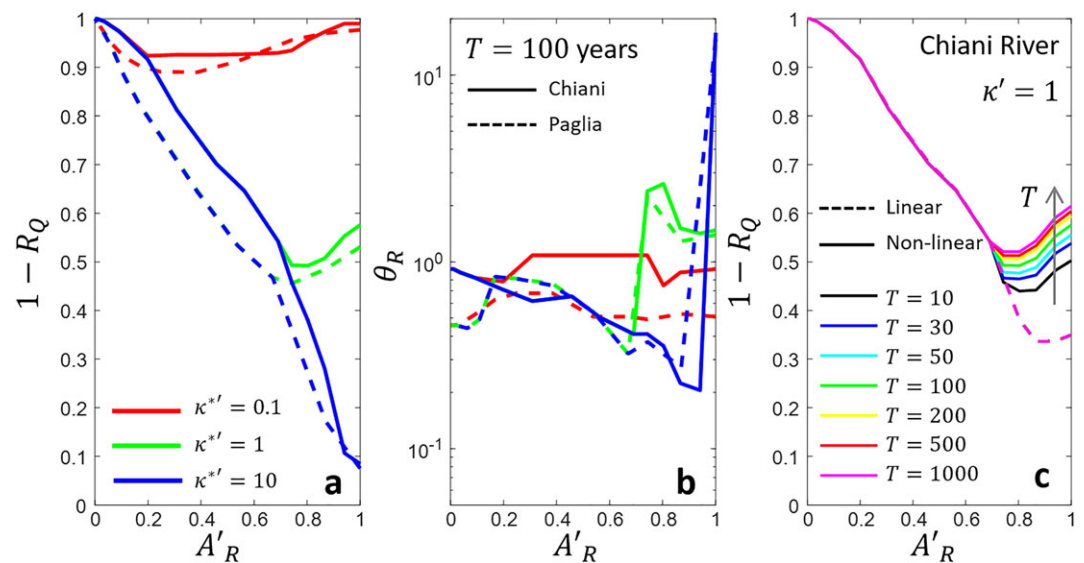 1
0.9
0.8
0.7
0.6
0.5
0.4
0.3
0.2
0.1
0
0 0.2 0.4 0.6 0.8 1
1 − R_Q
A′_R
κ*′ = 0.1
κ*′ = 1
κ*′ = 10
a
T = 100 years
Chiani
Paglia
10^1
10^0
10^-1
θ_R
0 0.2 0.4 0.6 0.8 1
A′_R
b
1
0.9
0.8
0.7
0.6
0.5
0.4
0.3
0.2
0.1
0
1 − R_Q
Chiani River
κ′ = 1
T
Linear
Non-linear
T = 10
T = 30
T = 50
T = 100
T = 200
T = 500
T = 1000
c
0 0.2 0.4 0.6 0.8 1
A′_R